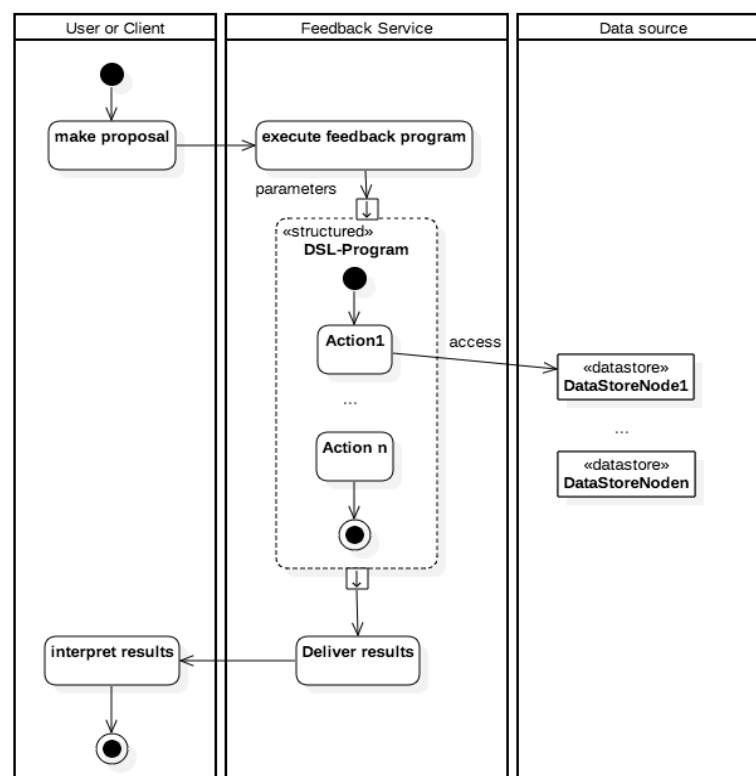 User or Client
Feedback Service
Data source
make proposal
execute feedback program
parameters
«structured»
DSL-Program
Action1
access
«datastore»
DataStoreNode1
...
...
Action n
«datastore»
DataStoreNoden
interpret results
Deliver results